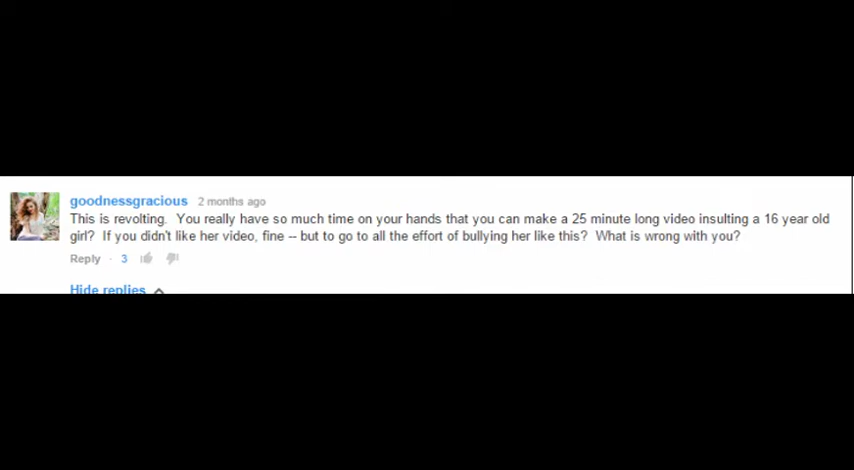 goodnessgracious 2 months ago
This is revolting.  You really have so much time on your hands that you can make a 25 minute long video insulting a 16 year old
girl?  If you didn't like her video, fine -- but to go to all the effort of bullying her like this?  What is wrong with you?
Reply · 3
Hide replies